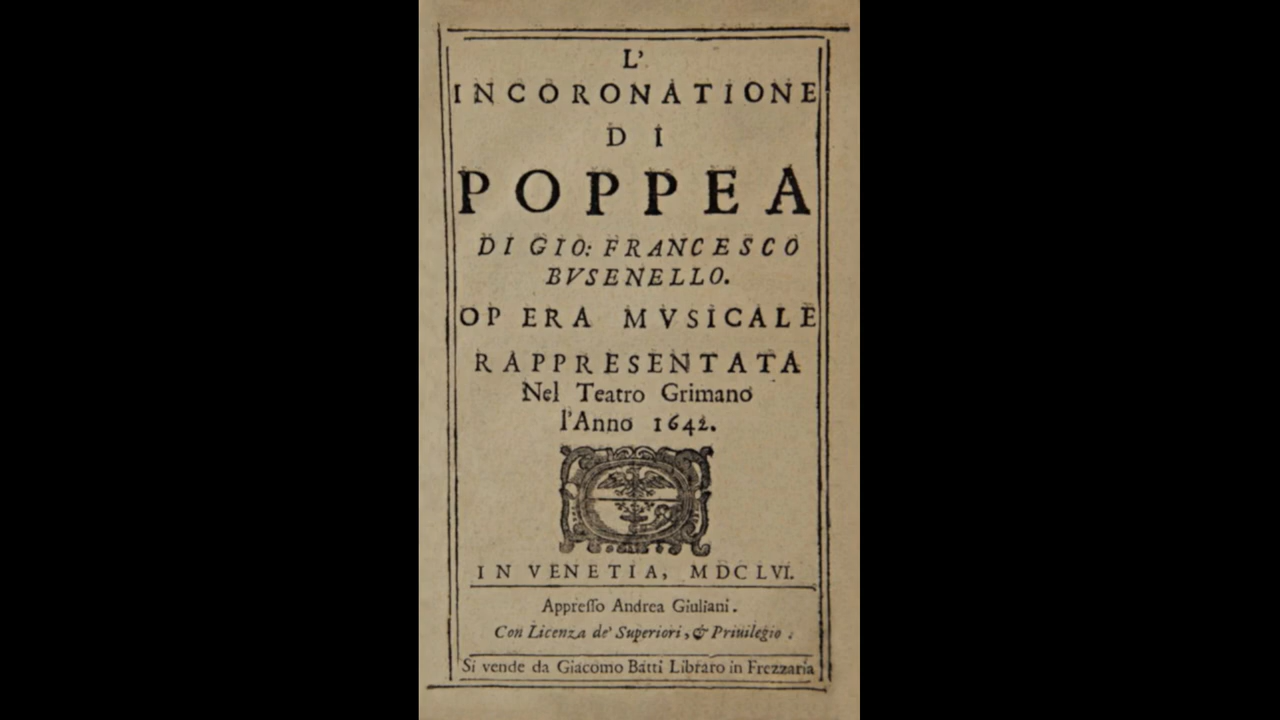 L'
INCORONATIONE
DI
POPPEA
DI GIO: FRANCESCO
BVSENELLO.
OPERA MVSICALE
RAPPRESENTATA
Nel Teatro Grimano
l'Anno 1642.
IN VENETIA, MDCLVI.
Appreſſo Andrea Giuliani.
Con Licenza de' Superiori, & Priuilegio.
Si vende da Giacomo Batti Libraro in Frezzaria